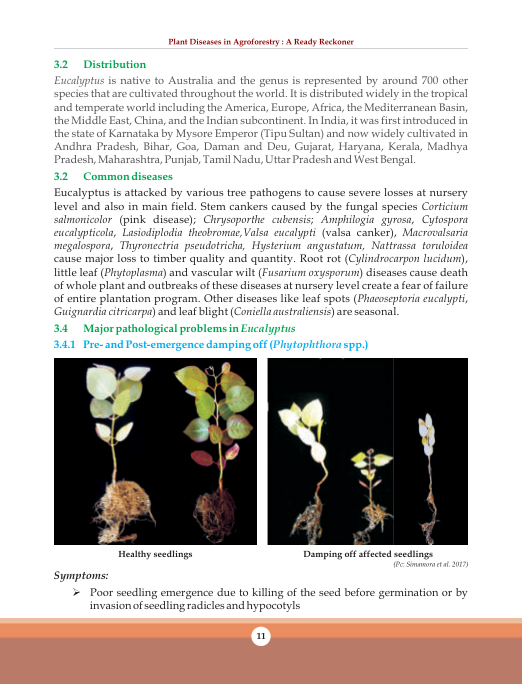 Plant Diseases in Agroforestry : A Ready Reckoner
3.2 Distribution
Eucalyptus is native to Australia and the genus is represented by around 700 other
species that are cultivated throughout the world. It is distributed widely in the tropical
and temperate world including the America, Europe, Africa, the Mediterranean Basin,
the Middle East, China, and the Indian subcontinent. In India, it was first introduced in
the state of Karnataka by Mysore Emperor (Tipu Sultan) and now widely cultivated in
Andhra Pradesh, Bihar, Goa, Daman and Deu, Gujarat, Haryana, Kerala, Madhya
Pradesh, Maharashtra, Punjab, Tamil Nadu, Uttar Pradesh and West Bengal.
3.2 Common diseases
Eucalyptus is attacked by various tree pathogens to cause severe losses at nursery
level and also in main field. Stem cankers caused by the fungal species Corticium
salmonicolor (pink disease); Chrysoporthe cubensis; Amphilogia gyrosa, Cytospora
eucalypticola, Lasiodiplodia theobromae,Valsa eucalypti (valsa canker), Macrovalsaria
megalospora, Thyronectria pseudotricha, Hysterium angustatum, Nattrassa toruloidea
cause major loss to timber quality and quantity. Root rot (Cylindrocarpon lucidum),
little leaf (Phytoplasma) and vascular wilt (Fusarium oxysporum) diseases cause death
of whole plant and outbreaks of these diseases at nursery level create a fear of failure
of entire plantation program. Other diseases like leaf spots (Phaeoseptoria eucalypti,
Guignardia citricarpa) and leaf blight (Coniella australiensis) are seasonal.
3.4 Major pathological problems in Eucalyptus
3.4.1 Pre- and Post-emergence damping off (Phytophthora spp.)
Healthy seedlings
Damping off affected seedlings
(Pc: Simamora et al. 2017)
Symptoms:
➢ Poor seedling emergence due to killing of the seed before germination or by
invasion of seedling radicles and hypocotyls
11